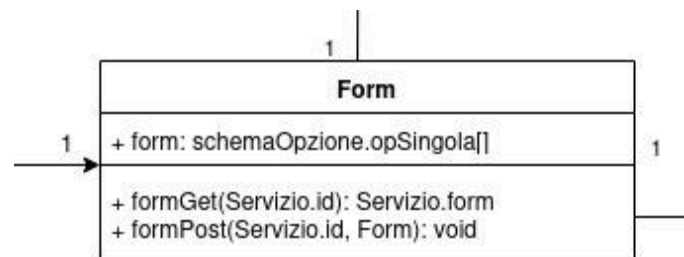 1
Form
1
+ form: schemaOpzione.opSingola[]
1
+ formGet(Servizio.id): Servizio.form
+ formPost(Servizio.id, Form): void